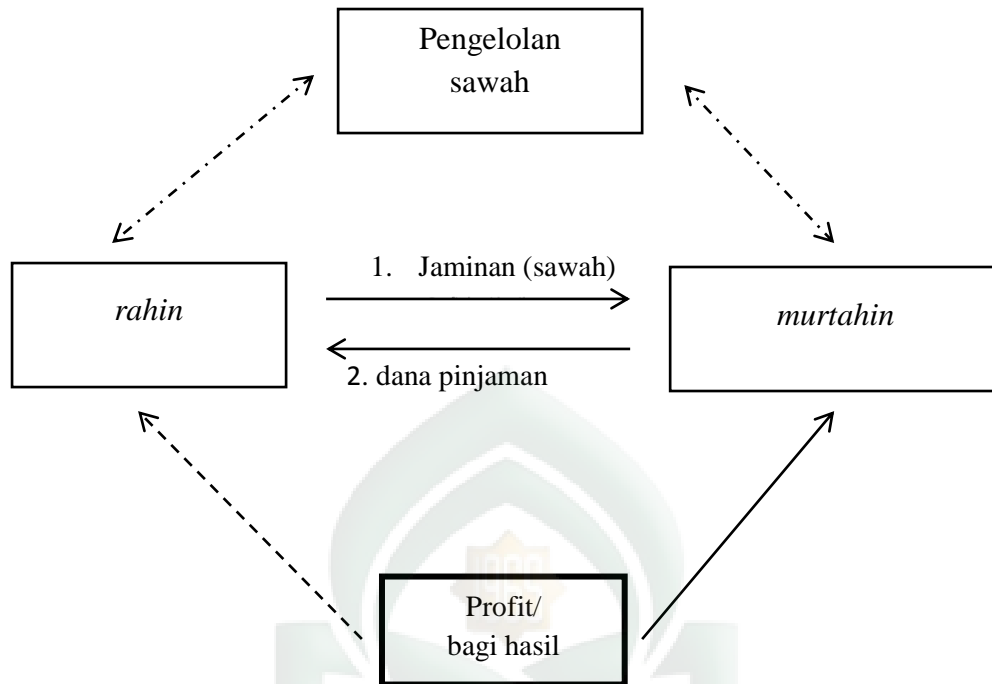 Pengelolan
sawah
1. Jaminan (sawah)
rahin
murtahin
2. dana pinjaman
Profit/
bagi hasil